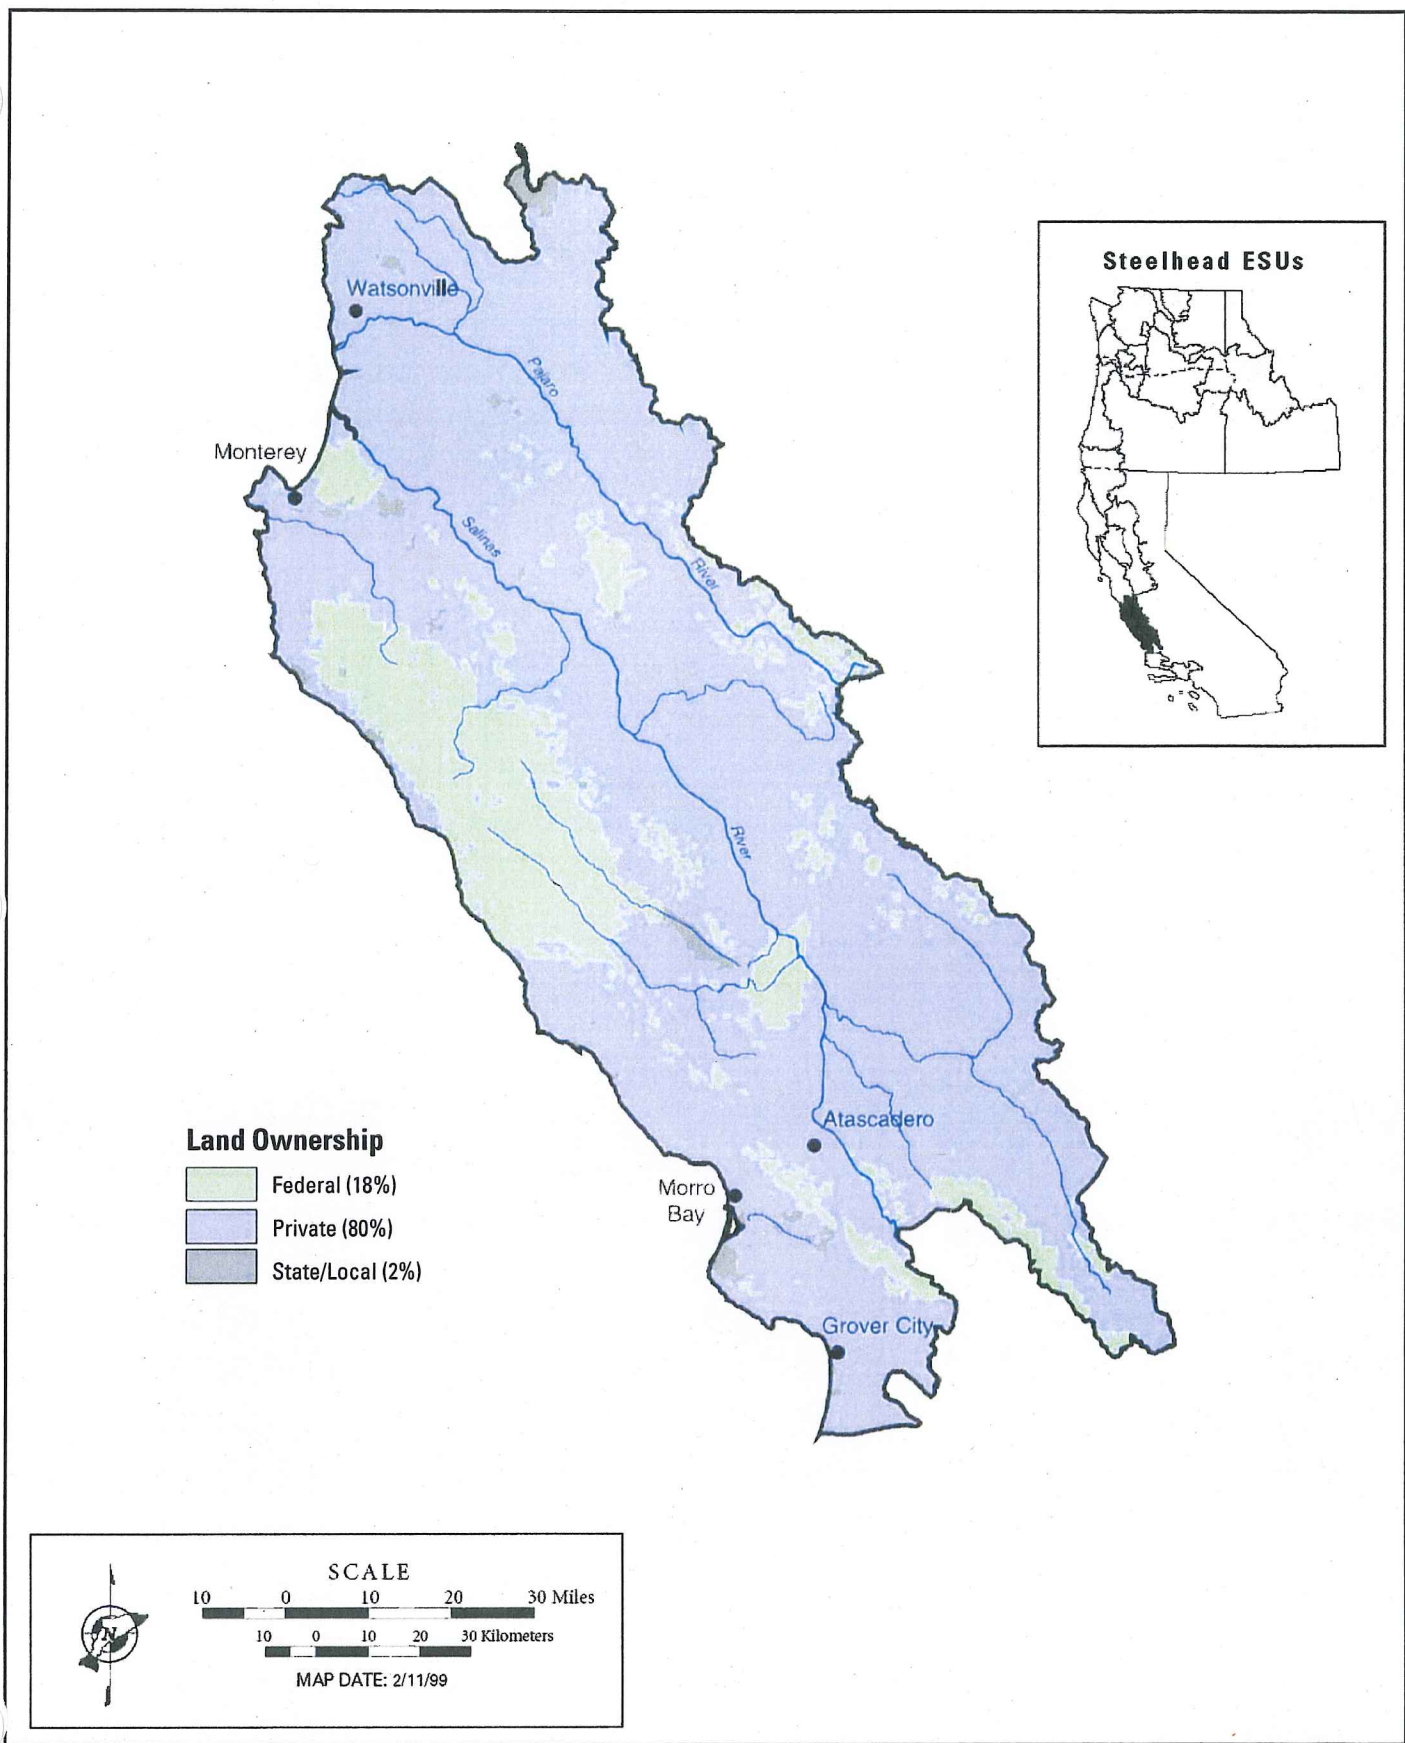 Steelhead ESUs
Watsonville
Pajaro
River
Monterey
Salinas
River
Atascadero
Morro
Bay
Grover City
Land Ownership
Federal (18%)
Private (80%)
State/Local (2%)
SCALE
10 0 10 20 30 Miles
10 0 10 20 30 Kilometers
N
MAP DATE: 2/11/99